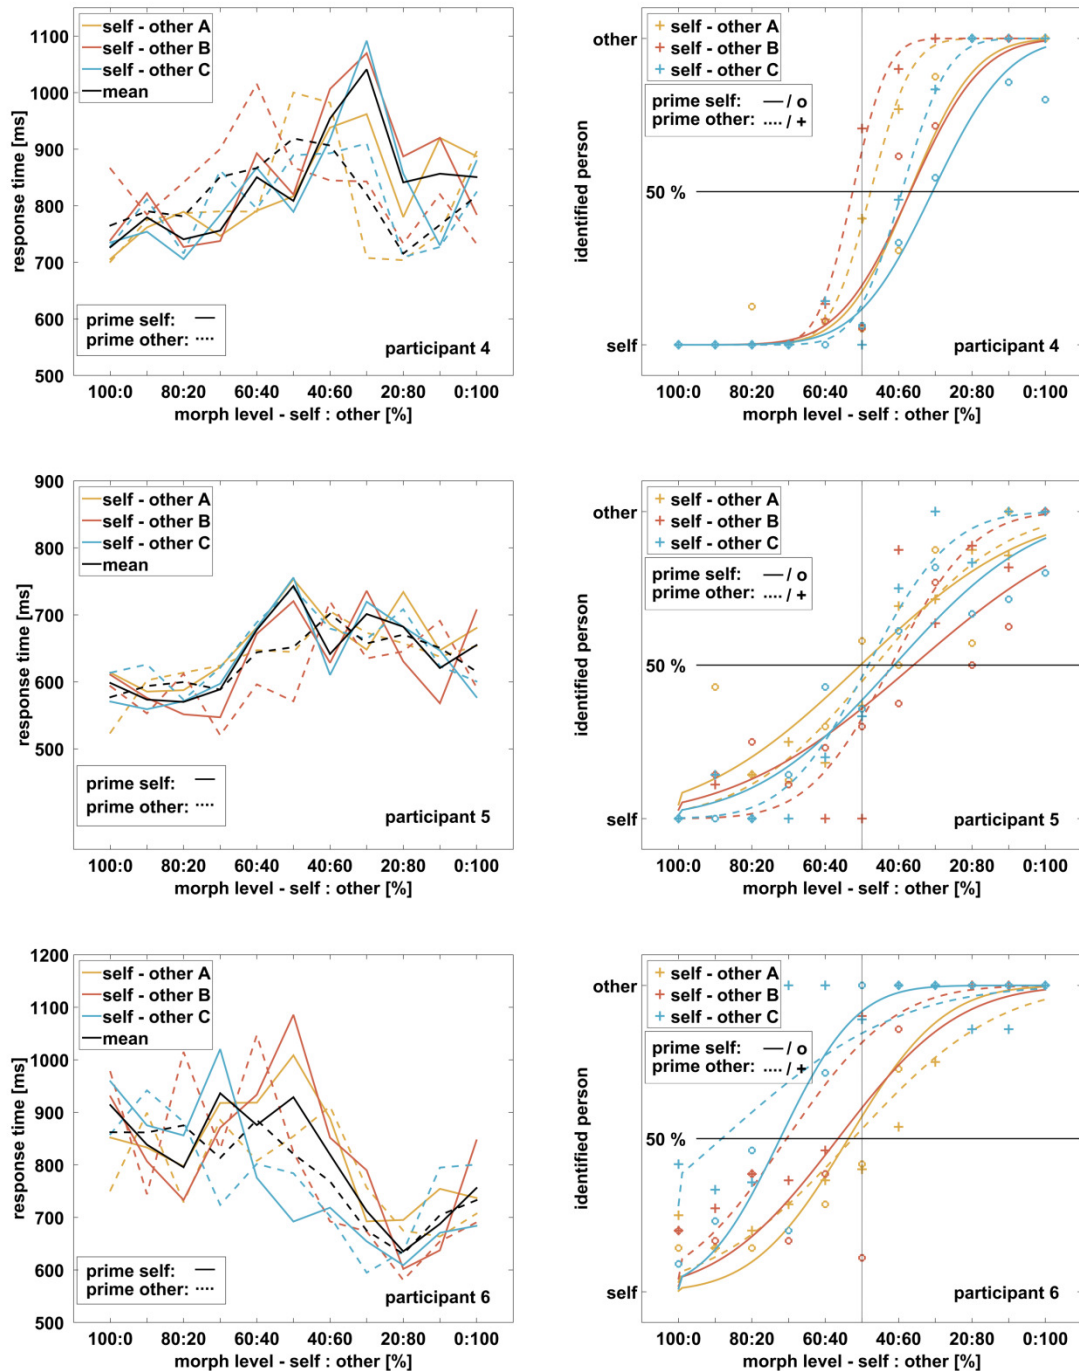 1100
1000
900
800
700
600
500
response time [ms]
self - other A
self - other B
self - other C
mean
prime self: —
prime other: ....
participant 4
100:0 80:20 60:40 40:60 20:80 0:100
morph level - self : other [%]
other
50 %
self
identified person
+ self - other A
+ self - other B
+ self - other C
prime self: — / o
prime other: .... / +
participant 4
100:0 80:20 60:40 40:60 20:80 0:100
morph level - self : other [%]
900
800
700
600
500
response time [ms]
self - other A
self - other B
self - other C
mean
prime self: —
prime other: ....
participant 5
100:0 80:20 60:40 40:60 20:80 0:100
morph level - self : other [%]
other
50 %
self
identified person
+ self - other A
+ self - other B
+ self - other C
prime self: — / o
prime other: .... / +
participant 5
100:0 80:20 60:40 40:60 20:80 0:100
morph level - self : other [%]
1200
1100
1000
900
800
700
600
500
response time [ms]
self - other A
self - other B
self - other C
mean
prime self: —
prime other: ....
participant 6
100:0 80:20 60:40 40:60 20:80 0:100
morph level - self : other [%]
other
50 %
self
identified person
+ self - other A
+ self - other B
+ self - other C
prime self: — / o
prime other: .... / +
participant 6
100:0 80:20 60:40 40:60 20:80 0:100
morph level - self : other [%]